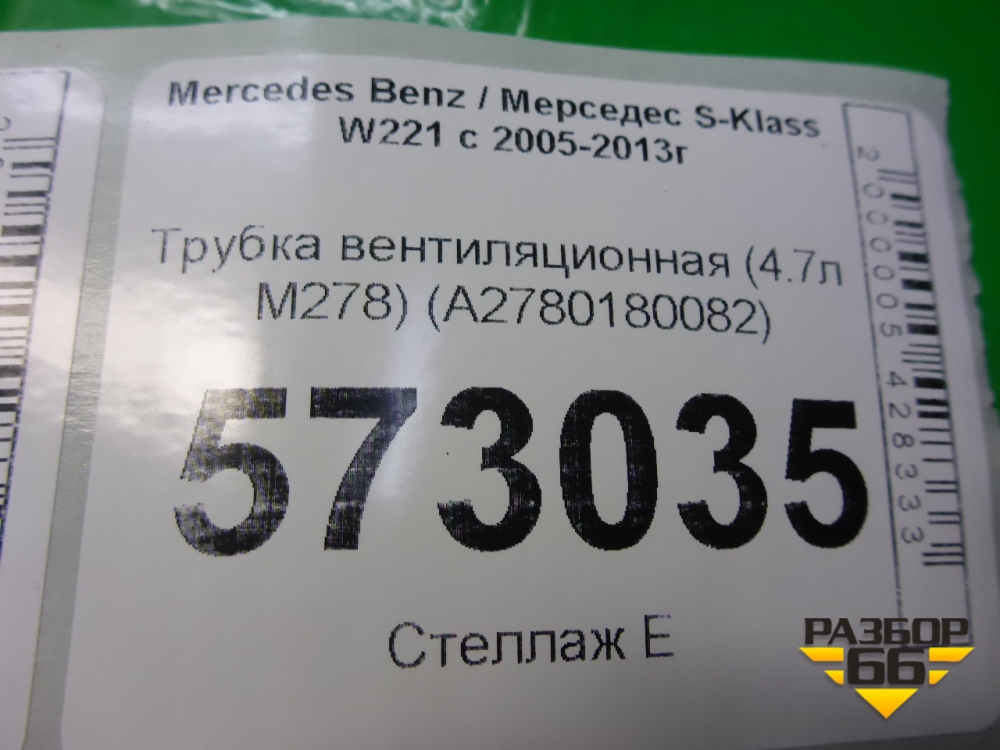 Mercedes Benz / Мерседес S-Klass
W221 с 2005-2013г
Трубка вентиляционная (4.7л
M278) (A2780180082)
573035
Стеллаж Е
2000005428333
РАЗБОР
66